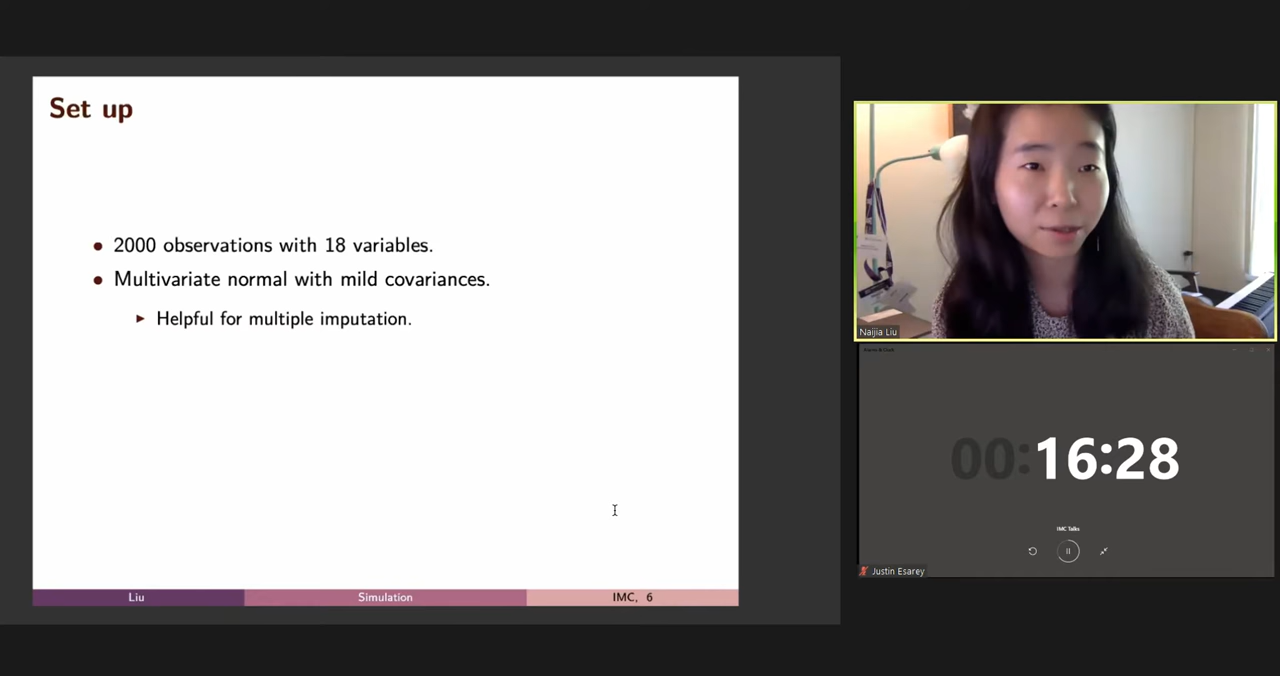 Set up
2000 observations with 18 variables.
Multivariate normal with mild covariances.
Helpful for multiple imputation.
Liu
Simulation
IMC, 6
Naijia Liu
00:16:28
IMC Talks
Justin Esarey